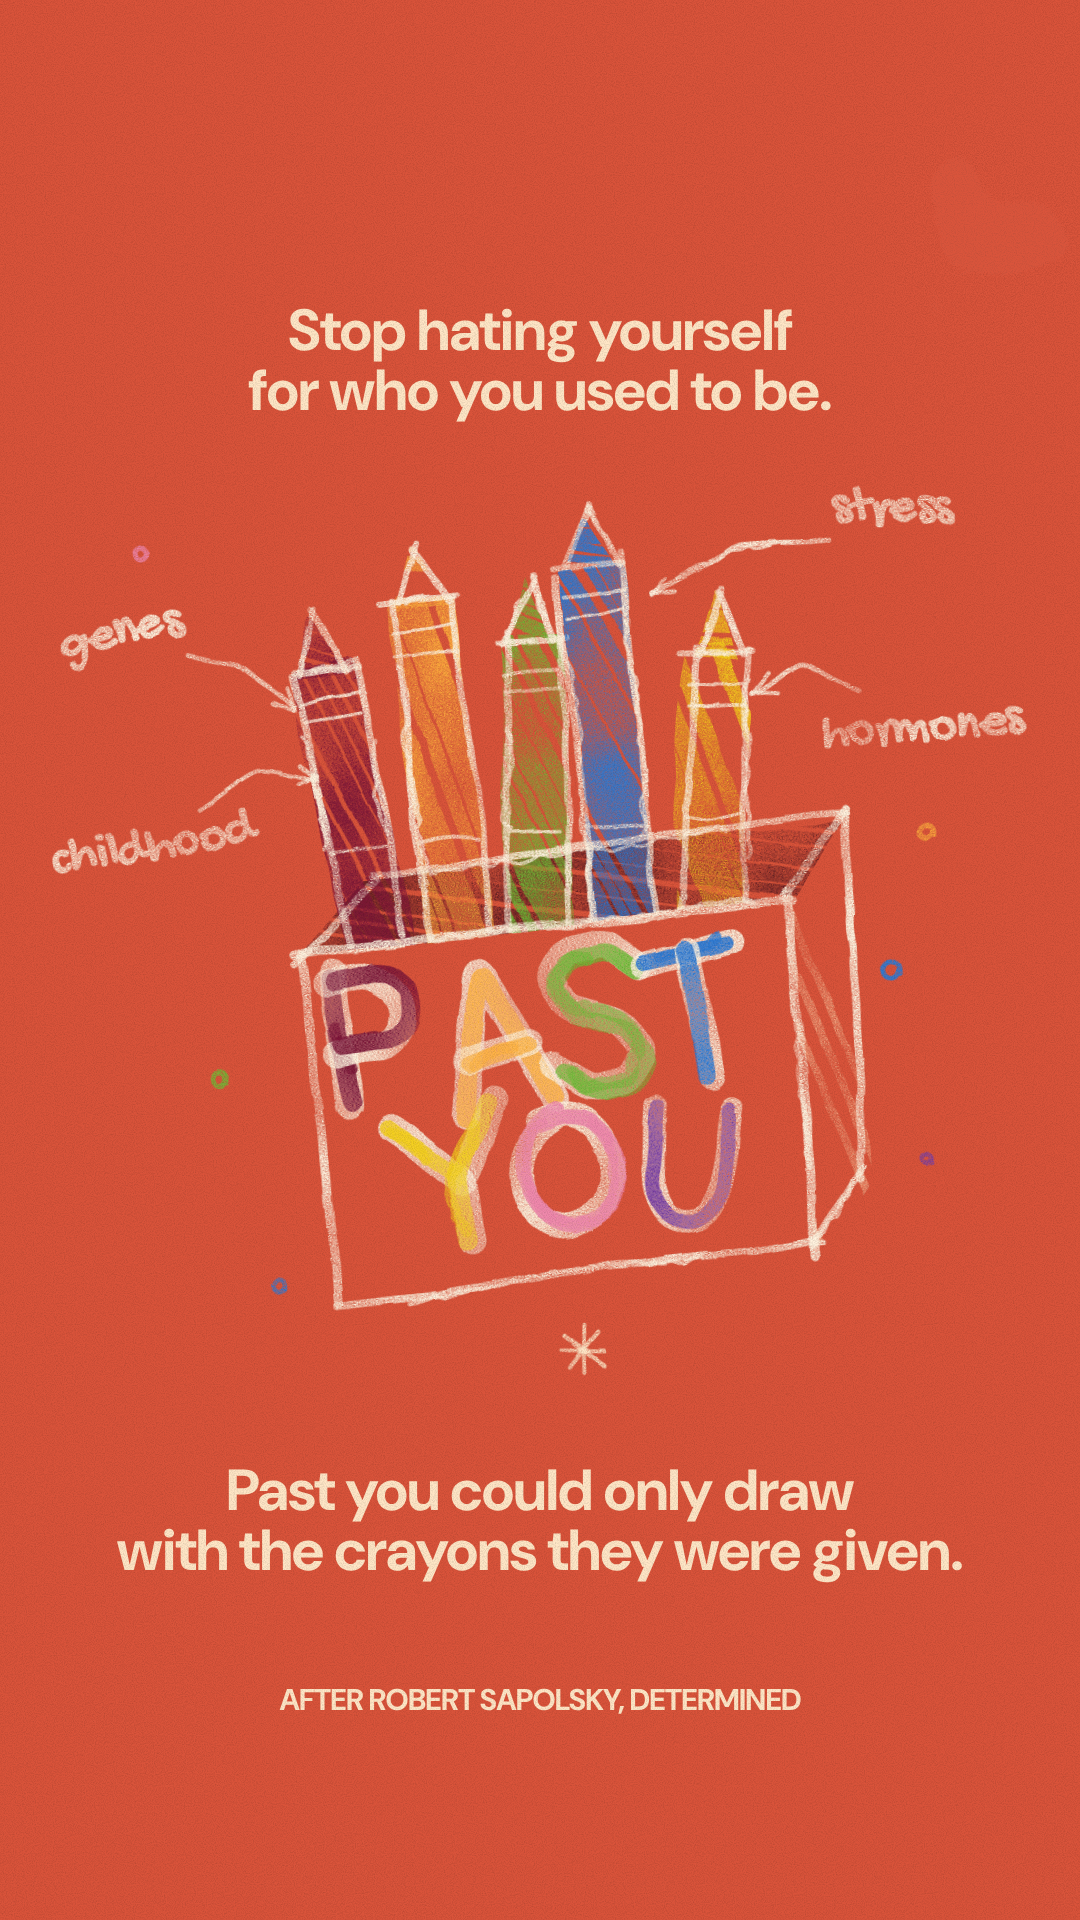 Stop hating yourself
for who you used to be.
stress
genes
hormones
childhood
PAST
YOU
Past you could only draw
with the crayons they were given.
AFTER ROBERT SAPOLSKY, DETERMINED